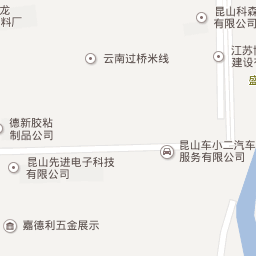 龙
料厂
昆山科森
有限公司
云南过桥米线
江苏
建设
盛
德新胶粘
制品公司
昆山车小二汽车
服务有限公司
昆山先进电子科技
有限公司
嘉德利五金展示